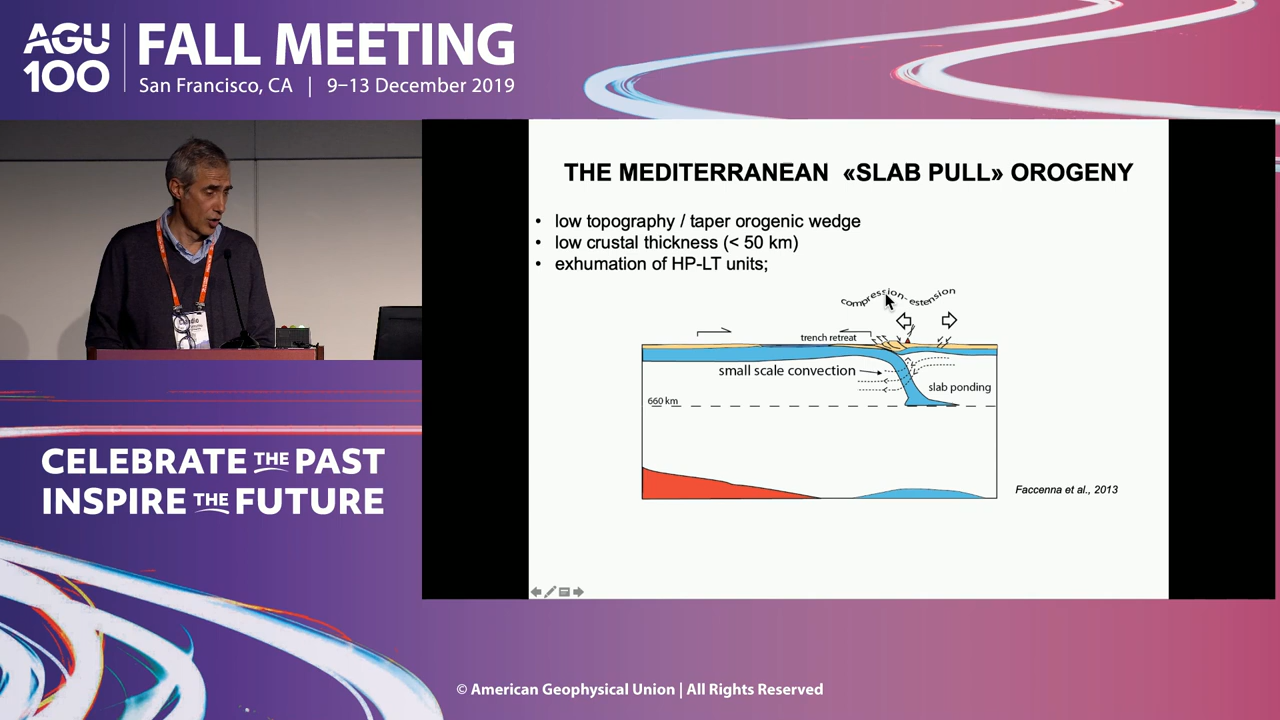 AGU
100
FALL MEETING
San Francisco, CA | 9–13 December 2019
THE MEDITERRANEAN «SLAB PULL» OROGENY
• low topography / taper orogenic wedge
• low crustal thickness (< 50 km)
• exhumation of HP-LT units;
compression-extension
trench retreat
small scale convection
slab ponding
660 km
Faccenna et al., 2013
CELEBRATE THE PAST
INSPIRE THE FUTURE
© American Geophysical Union | All Rights Reserved